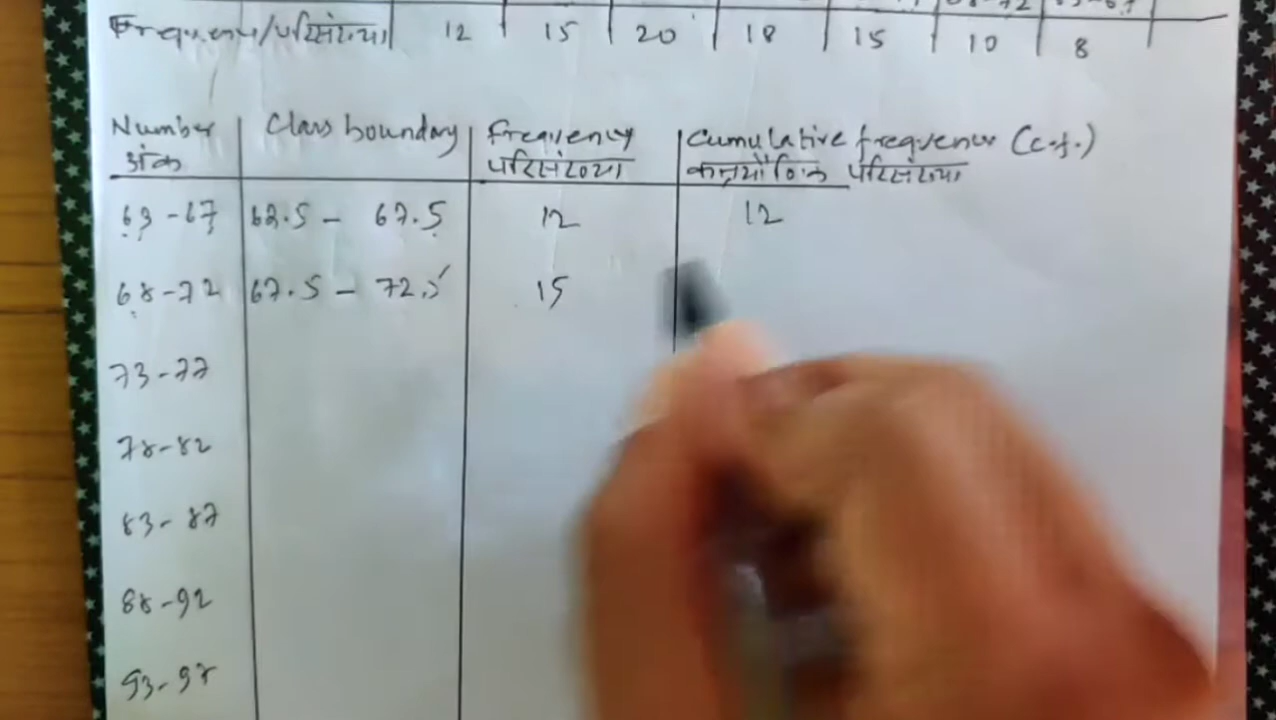 Frequency/परिसंख्या 12 15 20 18 15 10 8
Number Class boundary Frequency Cumulative frequency (c.f.)
अंक परिसंख्या परिसंख्या
63-67 62.5 - 67.5 12 12
68-72 67.5 - 72.5 15
73-77
78-82
83-87
88-92
93-97